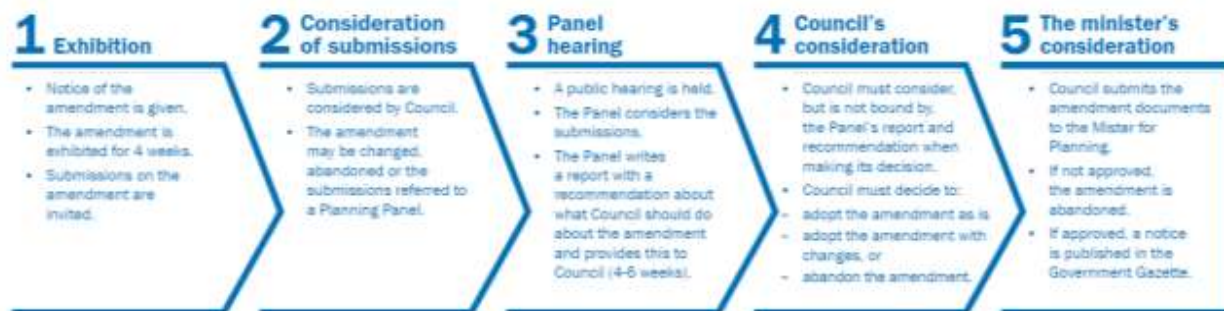 1 Exhibition
• Notice of the
amendment is given.
• The amendment is
exhibited for 4 weeks.
• Submissions on the
amendment are
invited.
2 Consideration
of submissions
• Submissions are
considered by Council.
• The amendment
may be changed,
abandoned or the
submissions referred to
a Planning Panel.
3 Panel
hearing
• A public hearing is held.
• The Panel considers the
submissions.
• The Panel writes
a report with a
recommendation about
what Council should do
about the amendment
and provides this to
Council (4-6 weeks).
4 Council's
consideration
• Council must consider,
but is not bound by,
the Panel's report and
recommendation when
making its decision.
• Council must decide to:
– adopt the amendment as is
– adopt the amendment with
changes, or
– abandon the amendment.
5 The minister's
consideration
• Council submits the
amendment documents
to the Mister for
Planning.
• If not approved,
the amendment is
abandoned.
• If approved, a notice
is published in the
Government Gazette.